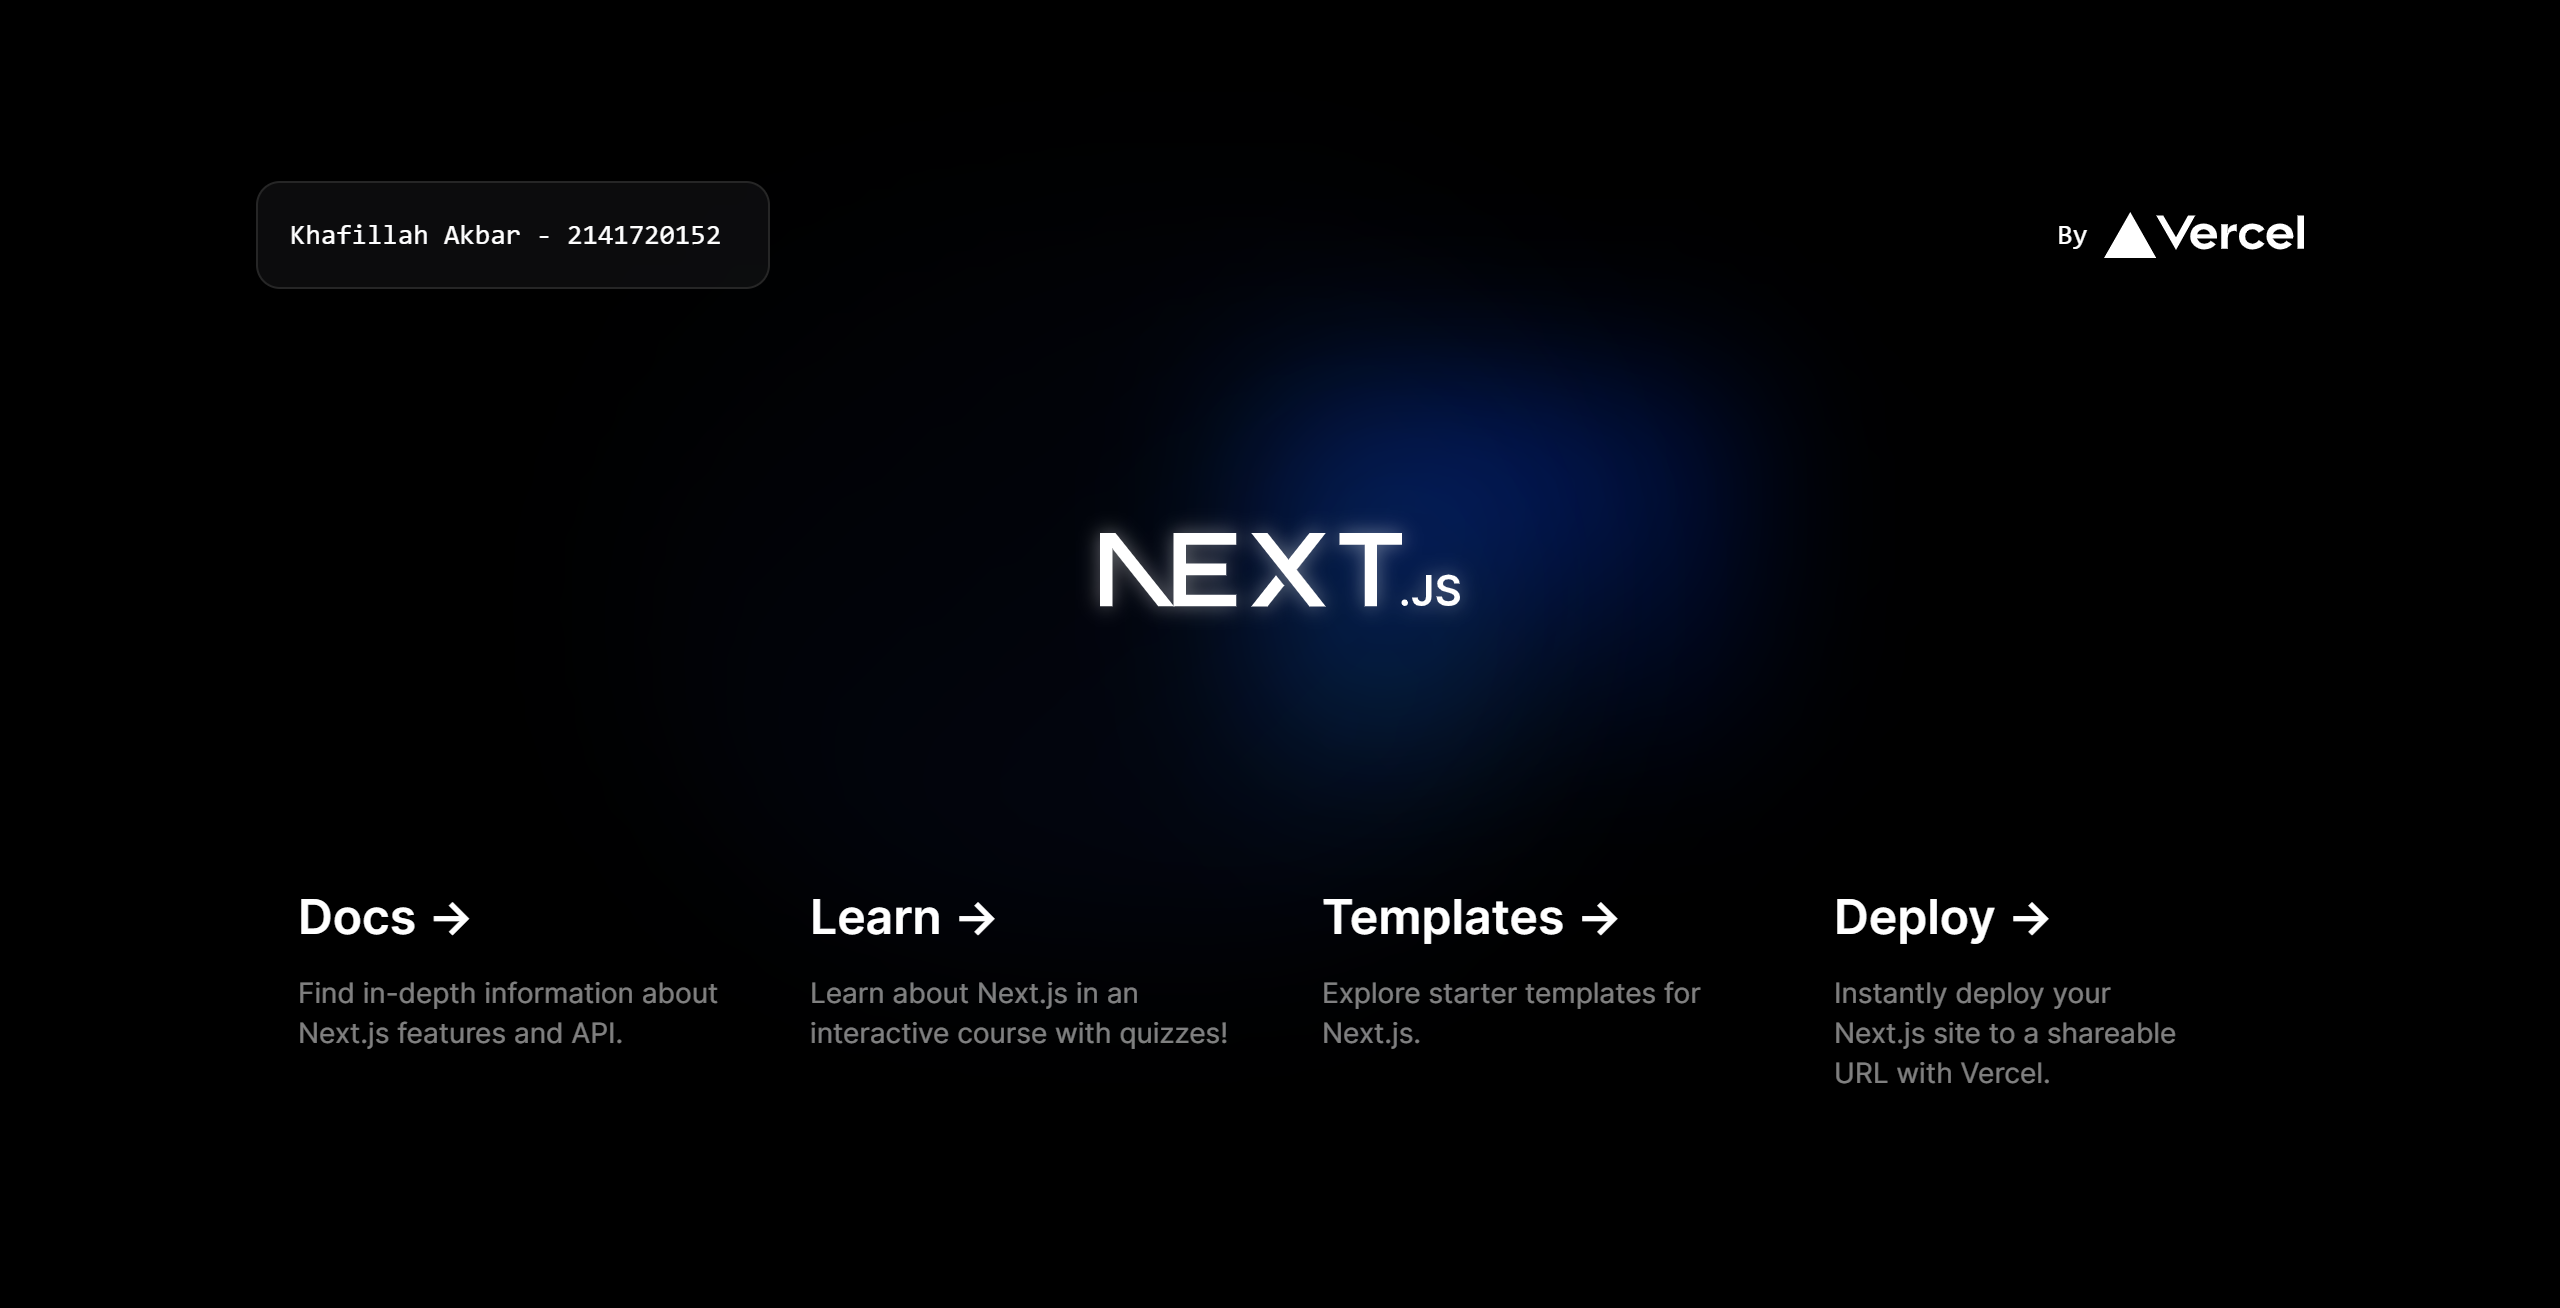 Khafillah Akbar - 2141720152
By Vercel
NEXT.JS
Docs →
Find in-depth information about
Next.js features and API.
Learn →
Learn about Next.js in an
interactive course with quizzes!
Templates →
Explore starter templates for
Next.js.
Deploy →
Instantly deploy your
Next.js site to a shareable
URL with Vercel.